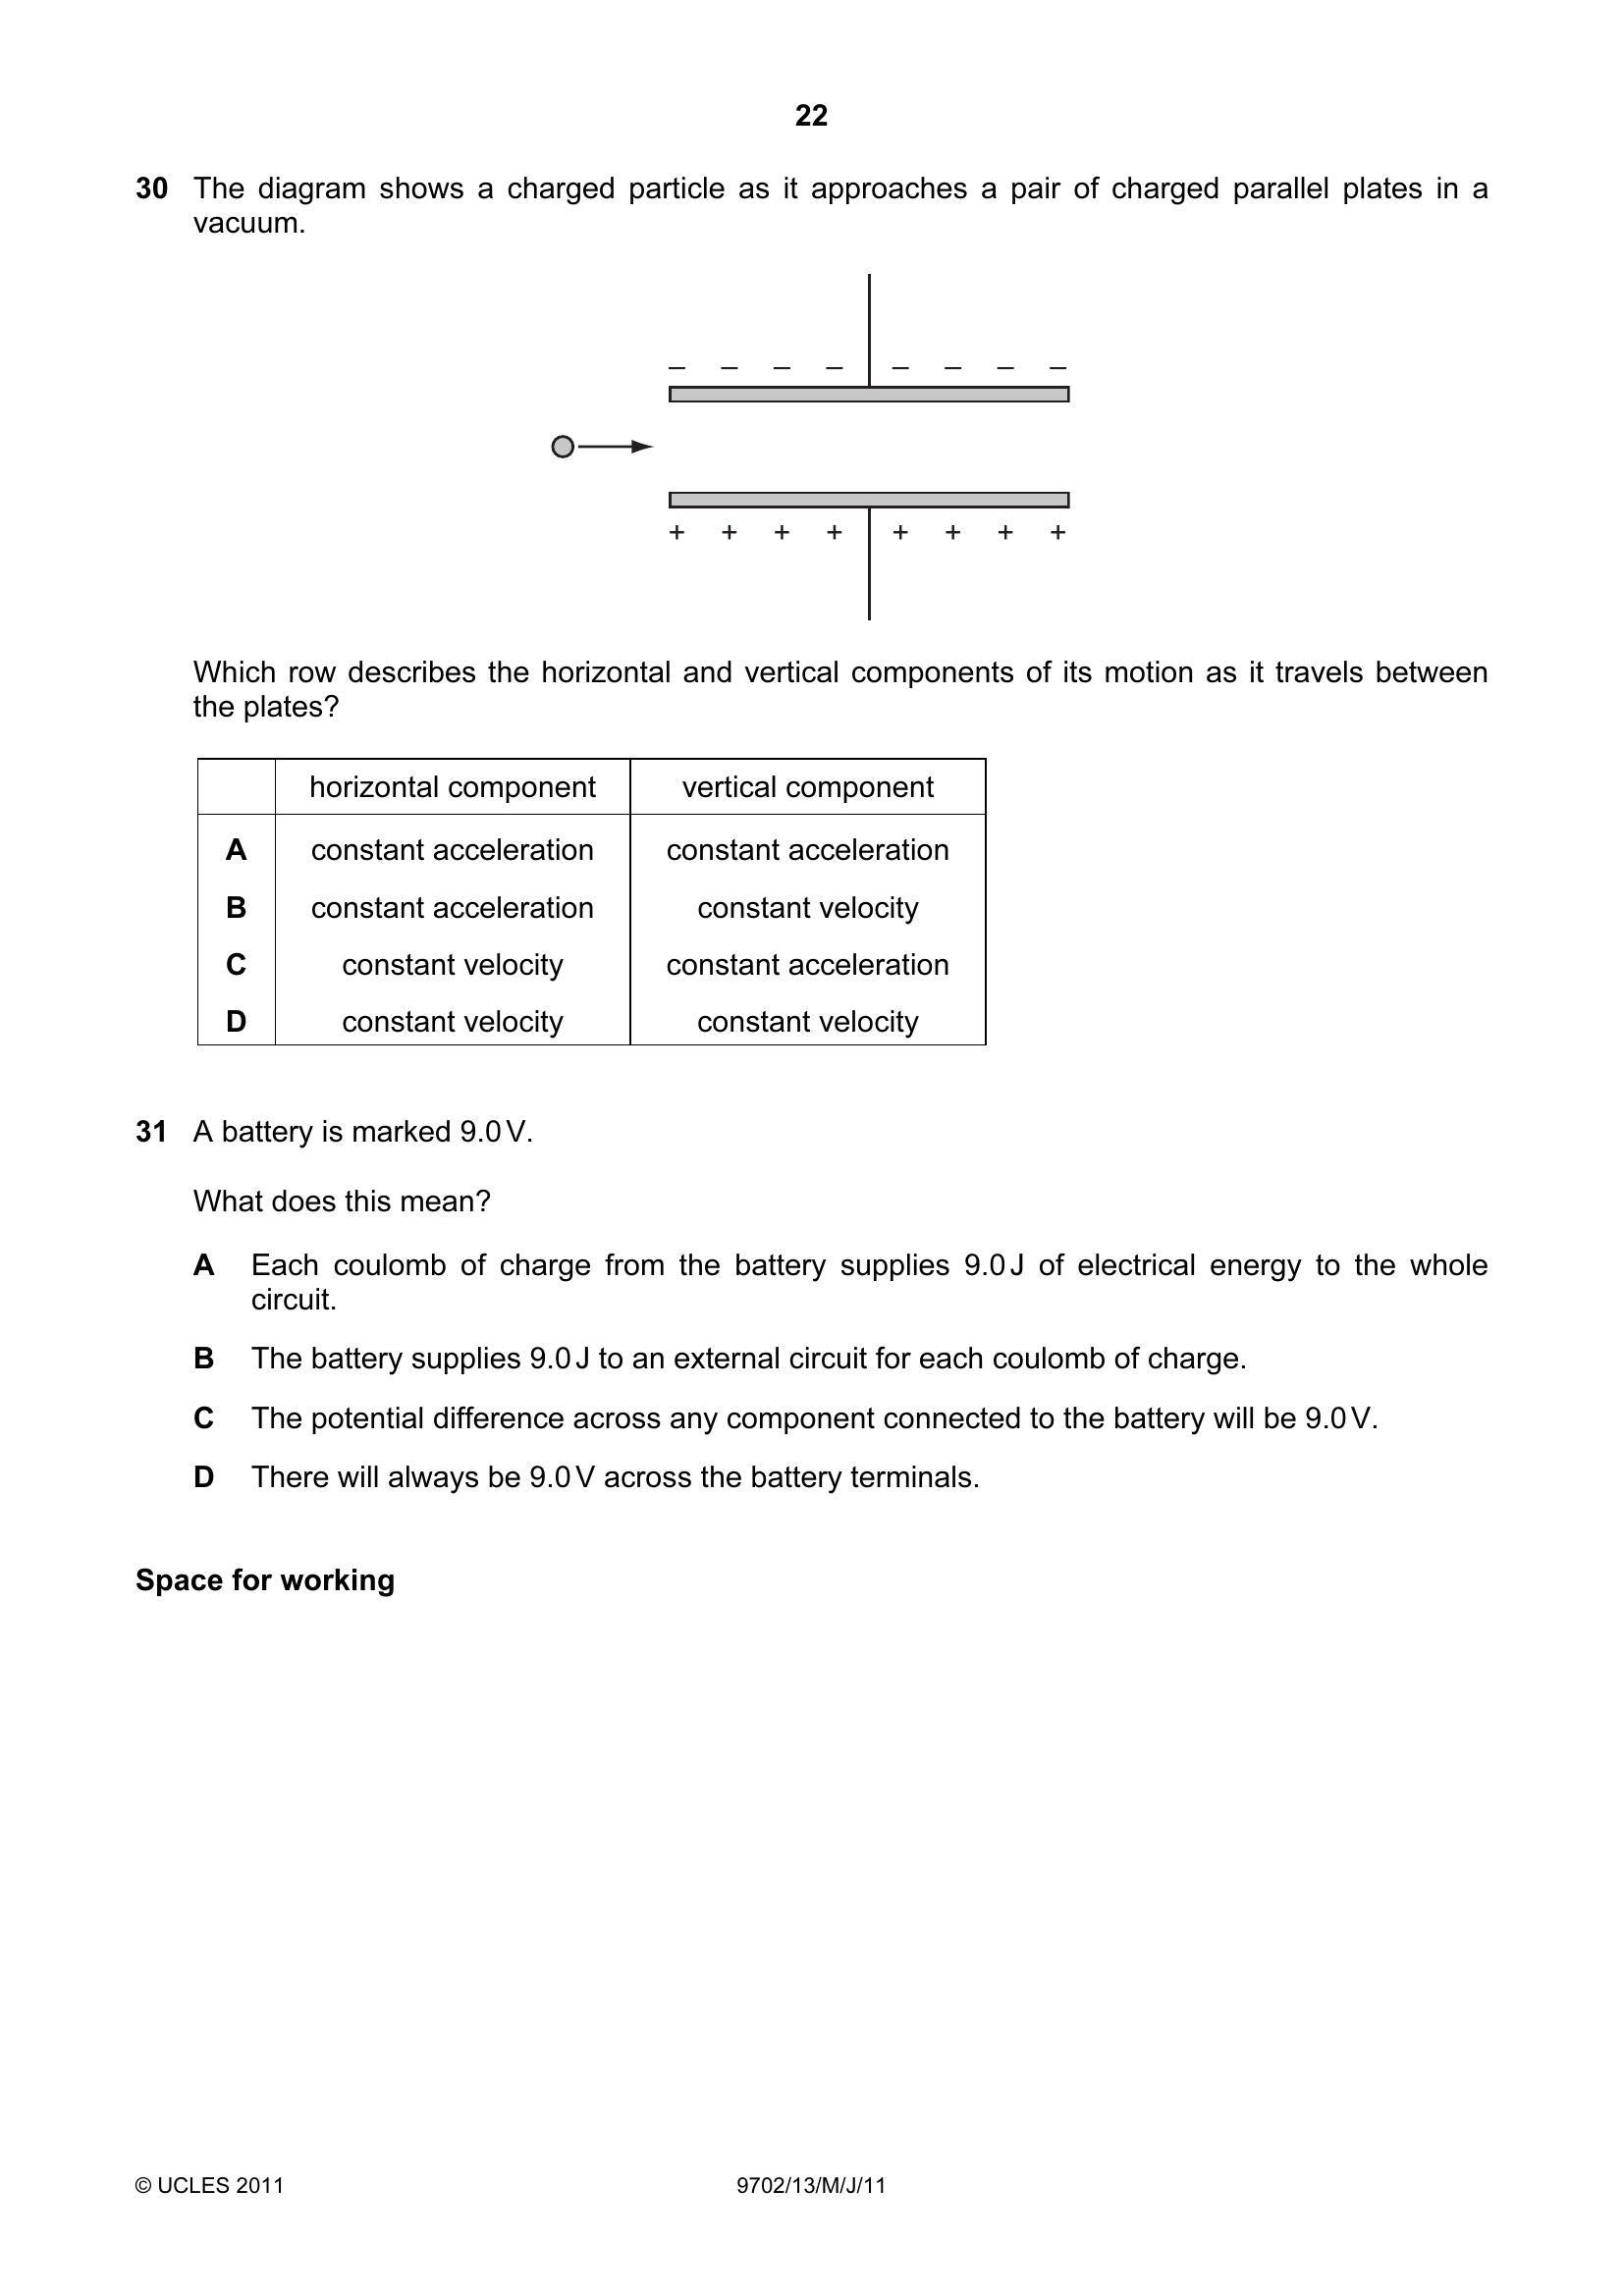 22
30 The diagram shows a charged particle as it approaches a pair of charged parallel plates in a
vacuum.
– – – – – – – –
+ + + + + + + +
Which row describes the horizontal and vertical components of its motion as it travels between
the plates?
horizontal component vertical component
A constant acceleration constant acceleration
B constant acceleration constant velocity
C constant velocity constant acceleration
D constant velocity constant velocity
31 A battery is marked 9.0 V.
What does this mean?
A Each coulomb of charge from the battery supplies 9.0 J of electrical energy to the whole
circuit.
B The battery supplies 9.0 J to an external circuit for each coulomb of charge.
C The potential difference across any component connected to the battery will be 9.0 V.
D There will always be 9.0 V across the battery terminals.
Space for working
© UCLES 2011 9702/13/M/J/11